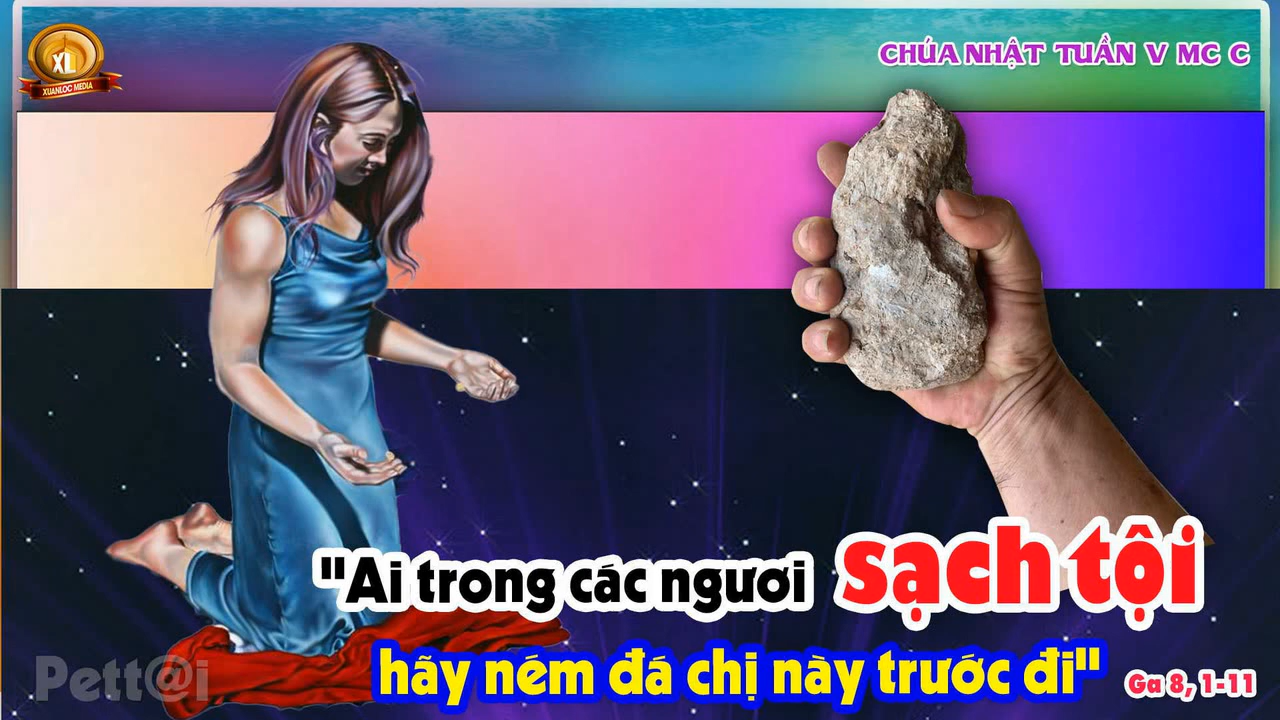 XL
XUANLOC MEDIA
CHÚA NHẬT TUẦN V MC C
"Ai trong các ngươi sạch tội
hãy ném đá chị này trước đi"
Ga 8, 1-11
Pett@i